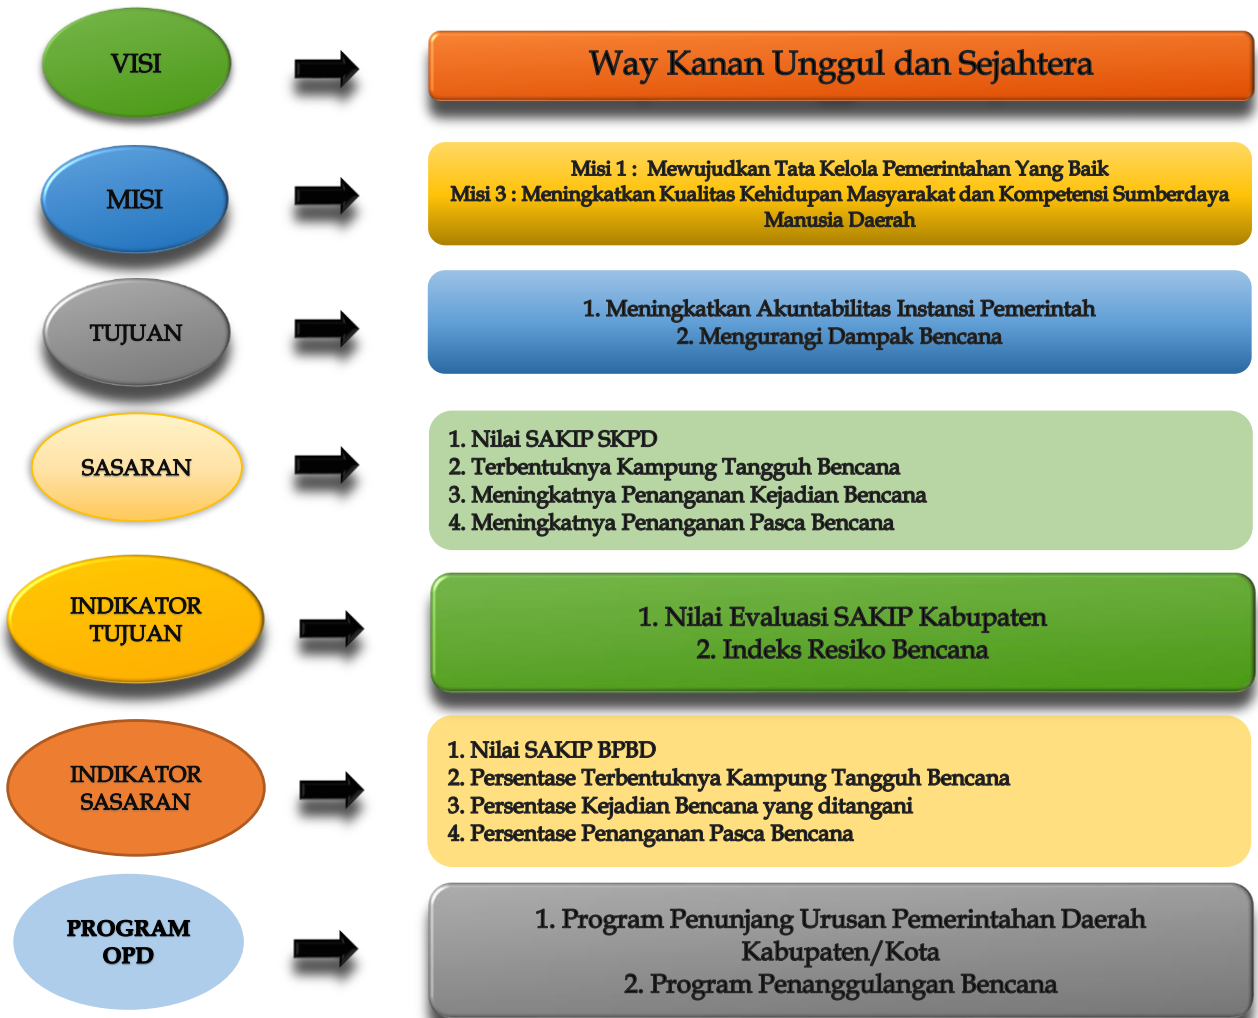 VISI
Way Kanan Unggul dan Sejahtera
MISI
Misi 1 : Mewujudkan Tata Kelola Pemerintahan Yang Baik
Misi 3 : Meningkatkan Kualitas Kehidupan Masyarakat dan Kompetensi Sumberdaya
Manusia Daerah
TUJUAN
1. Meningkatkan Akuntabilitas Instansi Pemerintah
2. Mengurangi Dampak Bencana
SASARAN
1. Nilai SAKIP SKPD
2. Terbentuknya Kampung Tangguh Bencana
3. Meningkatnya Penanganan Kejadian Bencana
4. Meningkatnya Penanganan Pasca Bencana
INDIKATOR
TUJUAN
1. Nilai Evaluasi SAKIP Kabupaten
2. Indeks Resiko Bencana
INDIKATOR
SASARAN
1. Nilai SAKIP BPBD
2. Persentase Terbentuknya Kampung Tangguh Bencana
3. Persentase Kejadian Bencana yang ditangani
4. Persentase Penanganan Pasca Bencana
PROGRAM
OPD
1. Program Penunjang Urusan Pemerintahan Daerah
Kabupaten/Kota
2. Program Penanggulangan Bencana